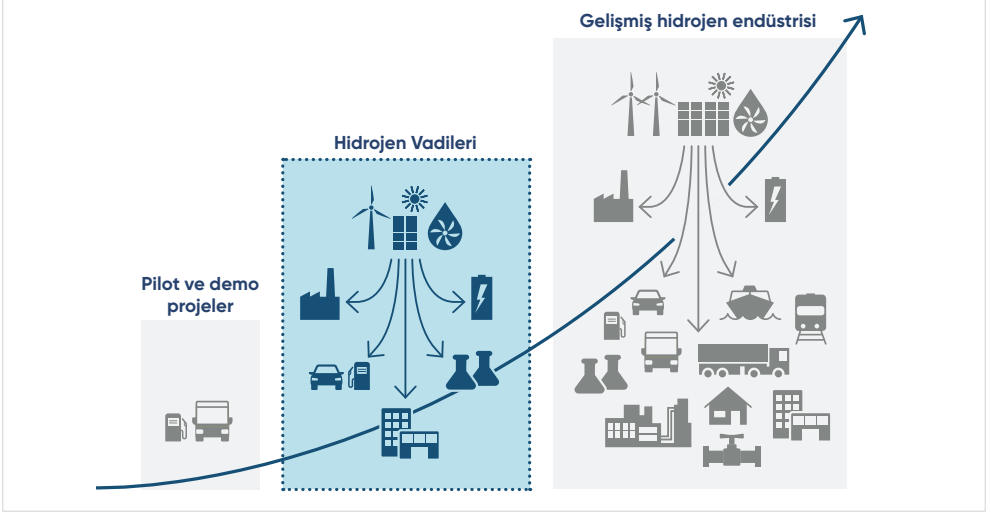 Gelişmiş hidrojen endüstrisi
Hidrojen Vadileri
Pilot ve demo
projeler